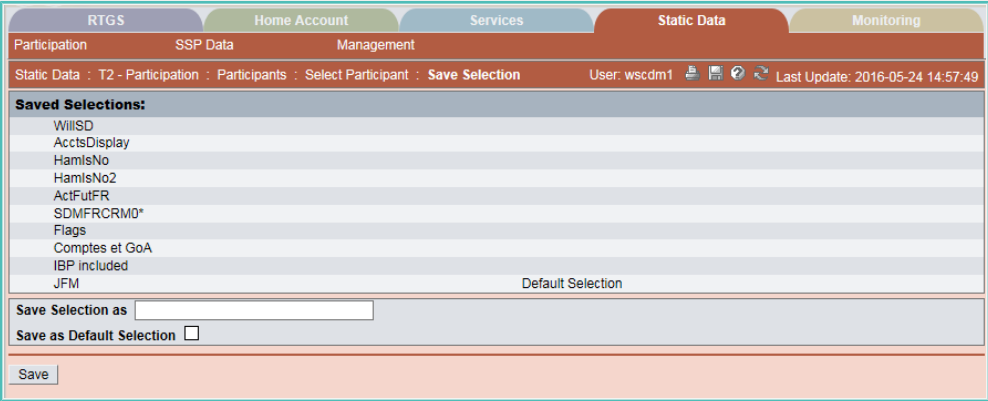 RTGS Home Account Services Static Data Monitoring
Participation SSP Data Management
Static Data : T2 - Participation : Participants : Select Participant : Save Selection User: wscdm1 Last Update: 2016-05-24 14:57:49
Saved Selections:
WillSD
AcctsDisplay
HamIsNo
HamIsNo2
ActFutFR
SDMFRCRM0*
Flags
Comptes et GoA
IBP included
JFM Default Selection
Save Selection as
Save as Default Selection
Save